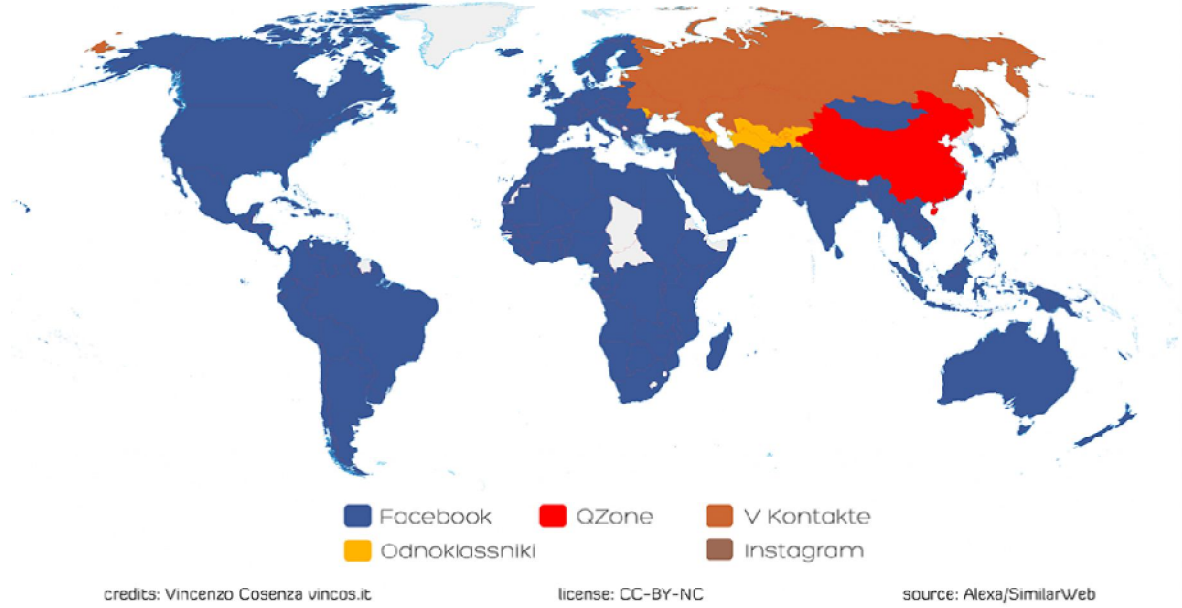 Facebook QZone V Kontakte
Odnoklassniki Instagram
credits: Vincenzo Cosenza vincos.it license: CC-BY-NC source: Alexa/SimilarWeb